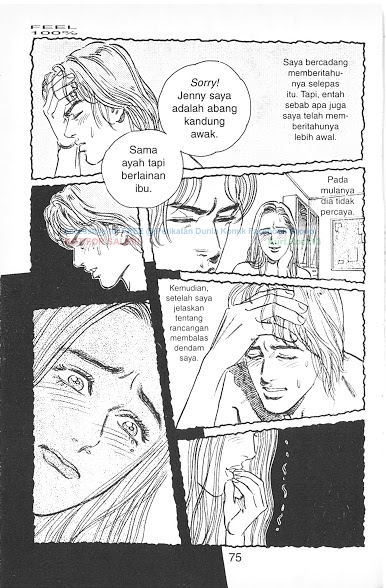 FEEL
100%
Sorry!
Jenny saya
adalah abang
kandung
awak.
Sama
ayah tapi
berlainan
ibu.
Saya bercadang
memberitahu-
nya selepas
itu. Tapi, entah
sebab apa juga
saya telah mem-
beritahunya
lebih awal.
Pada
mulanya
dia tidak
percaya.
Kemudian,
setelah saya
jelaskan
tentang
rancangan
membalas
dendam
saya.
75